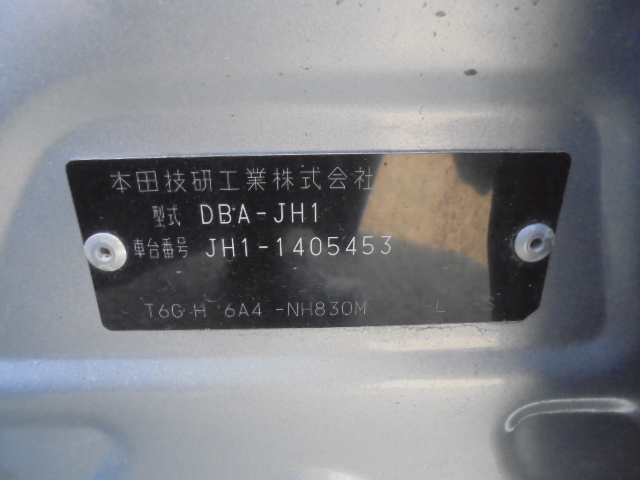 本田技研工業株式会社
型式 DBA-JH1
車台番号 JH1-1405453
T6G H 6A4 -NH830M L